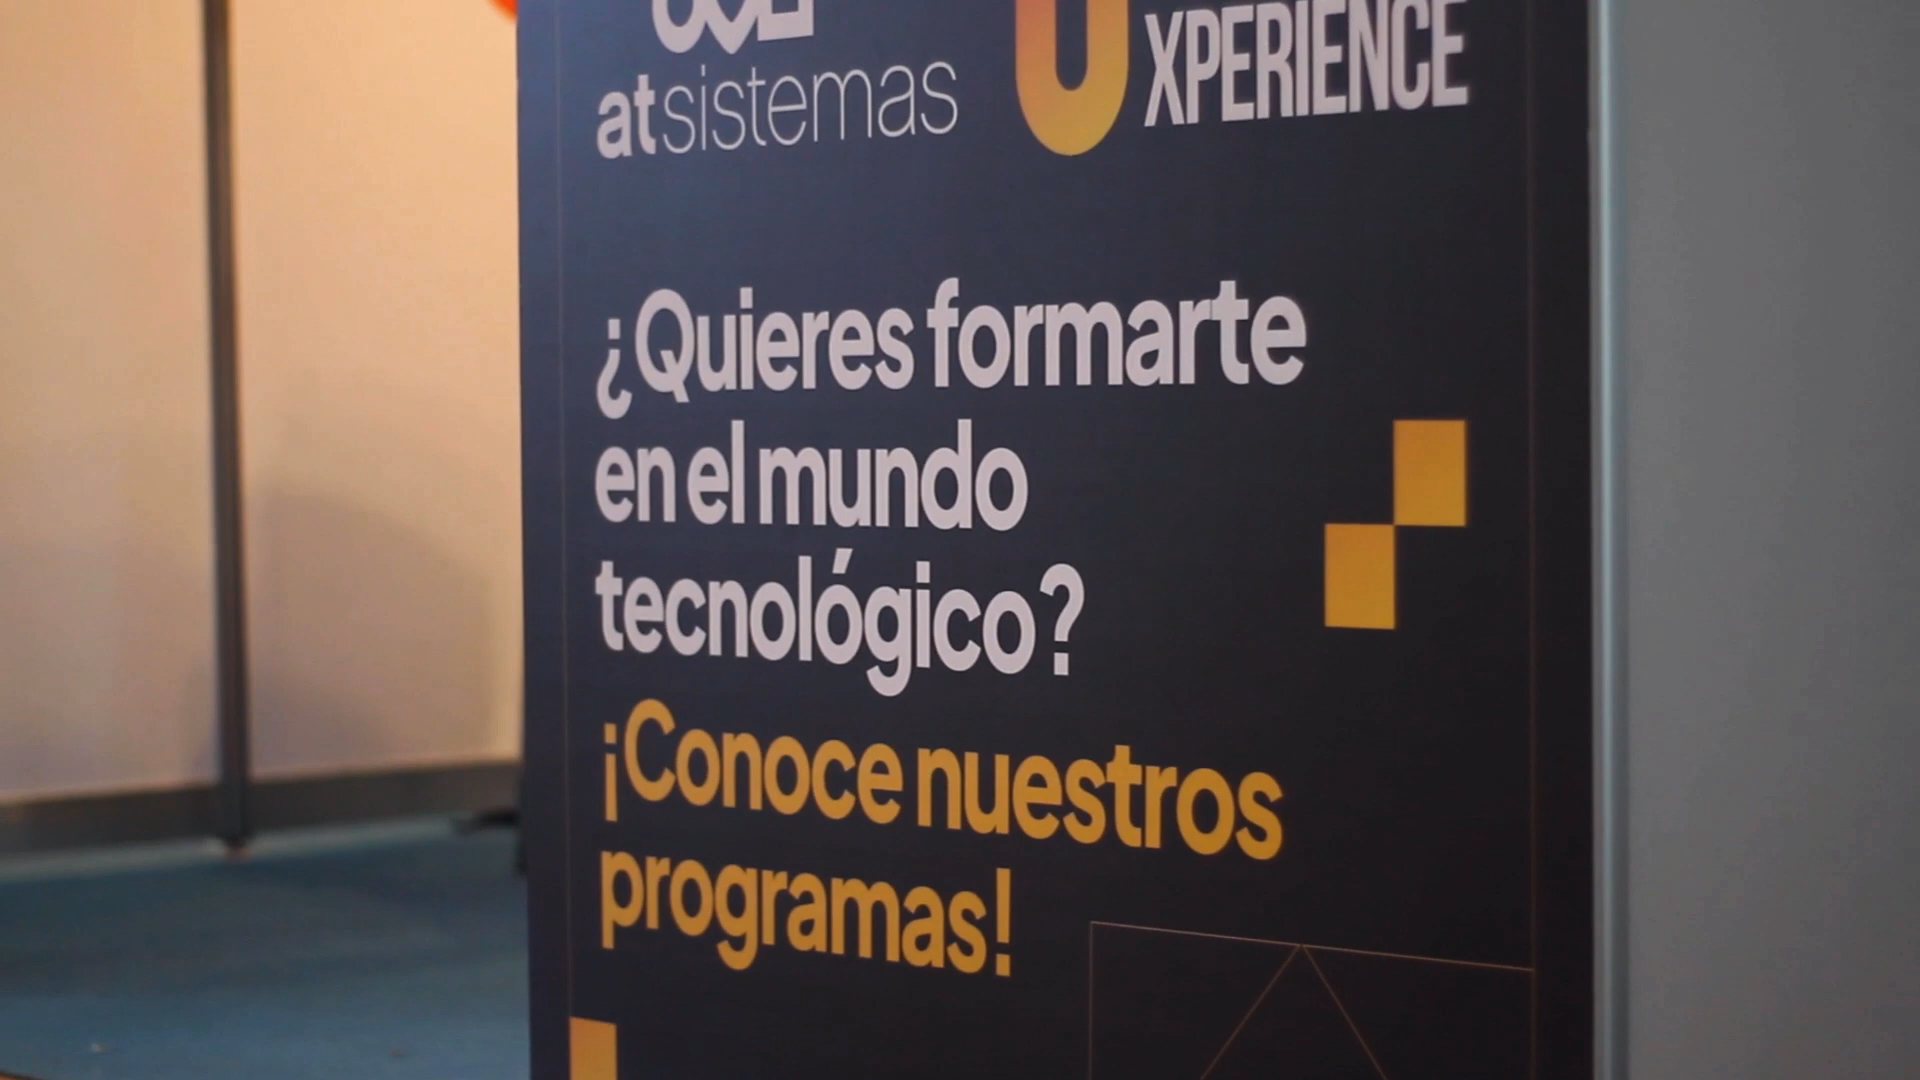 atsistemas
U XPERIENCE
¿Quieres formarte
en el mundo
tecnológico?
¡Conoce nuestros
programas!